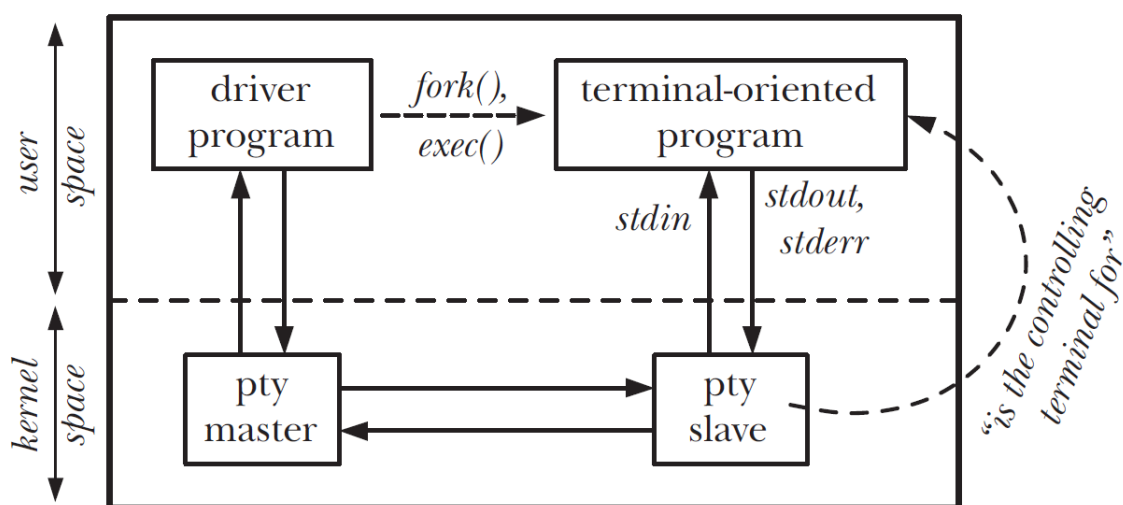 user
space
driver
program
fork(),
exec()
terminal-oriented
program
stdin
stdout,
stderr
“is the controlling
terminal for”
kernel
space
pty
master
pty
slave